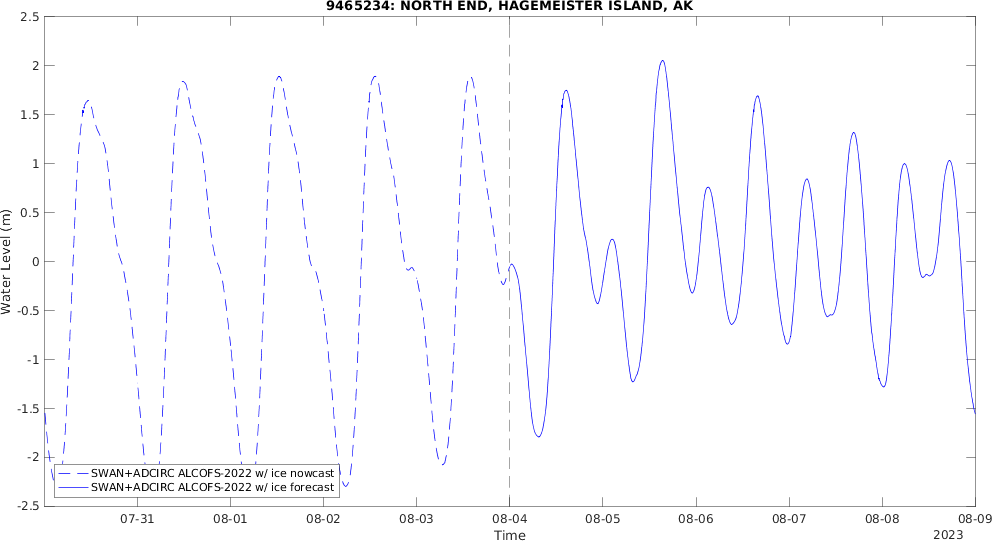 9465234: NORTH END, HAGEMEISTER ISLAND, AK
2.5
2
1.5
1
0.5
0
-0.5
-1
-1.5
-2
-2.5
Water Level (m)
SWAN+ADCIRC ALCOFS-2022 w/ ice nowcast
SWAN+ADCIRC ALCOFS-2022 w/ ice forecast
07-31 08-01 08-02 08-03 08-04 08-05 08-06 08-07 08-08 08-09
Time
2023